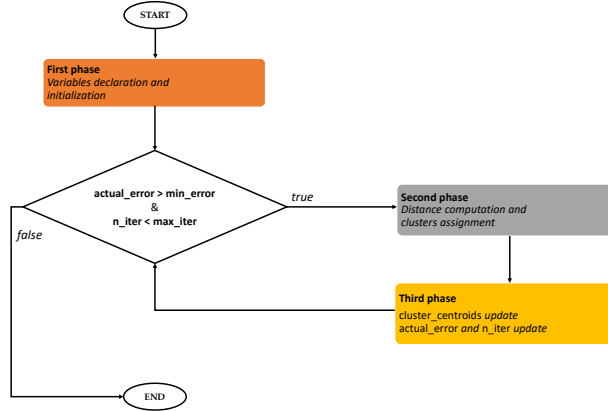 START
First phase
Variables declaration and
initialization
actual_error > min_error
&
n_iter < max_iter
true
false
Second phase
Distance computation and
clusters assignment
Third phase
cluster_centroids update
actual_error and n_iter update
END